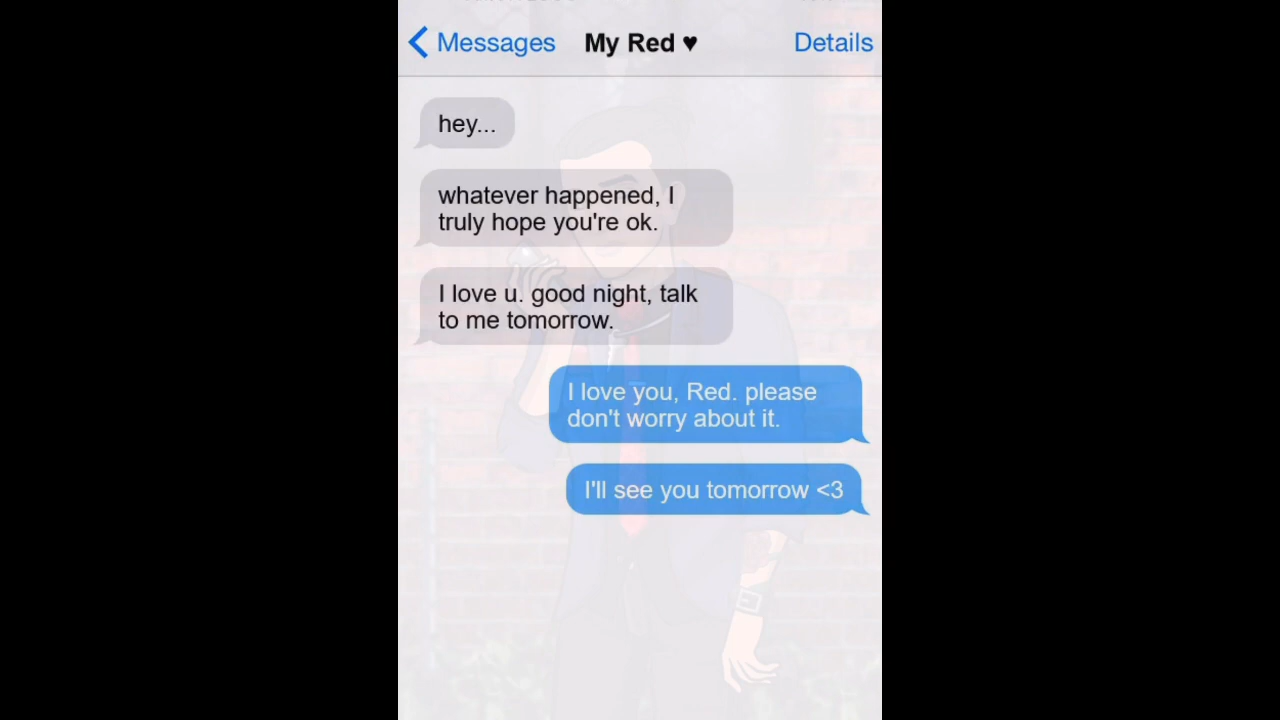 Messages My Red ♥ Details
hey...
whatever happened, I
truly hope you're ok.
I love u. good night, talk
to me tomorrow.
I love you, Red. please
don't worry about it.
I'll see you tomorrow <3